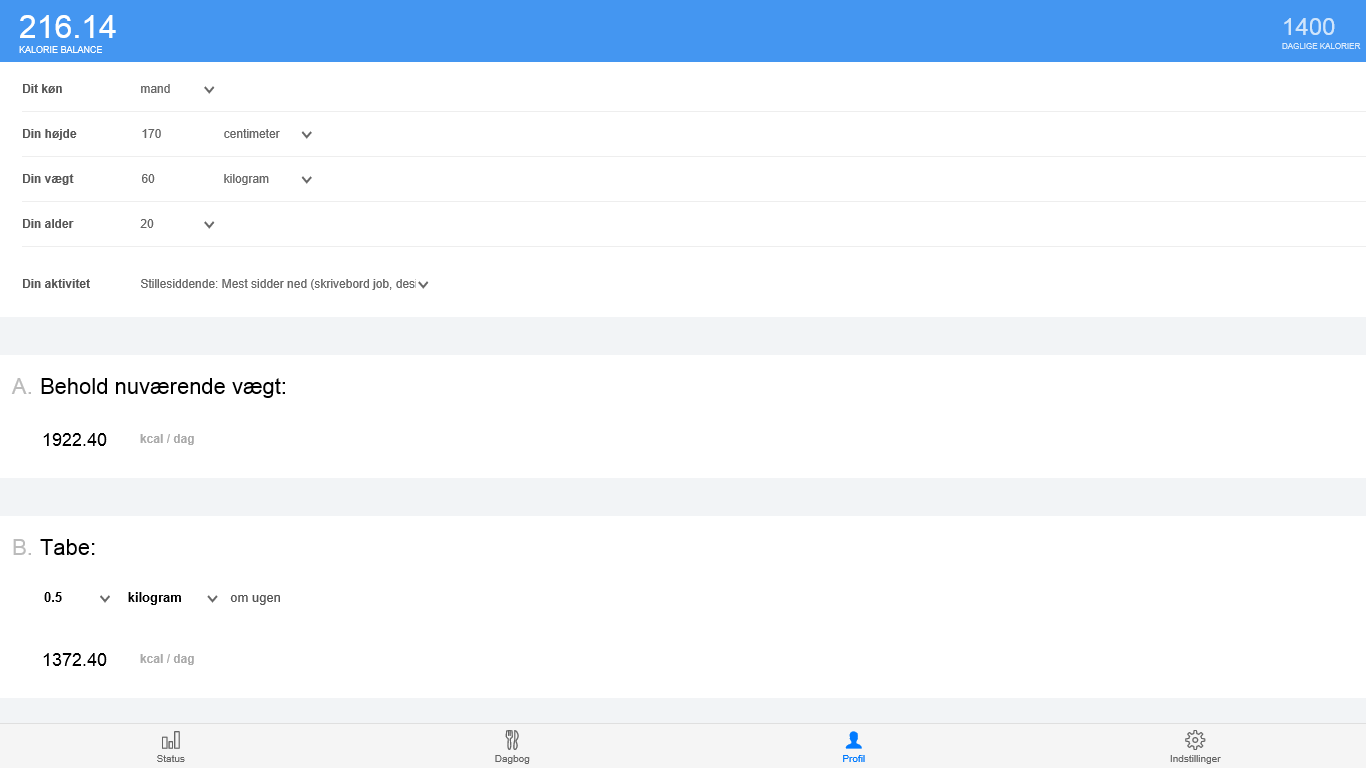 216.14
KALORIE BALANCE
1400
DAGLIGE KALORIER
Dit køn mand
Din højde 170 centimeter
Din vægt 60 kilogram
Din alder 20
Din aktivitet Stillesiddende: Mest sidder ned (skrivebord job, desi
A. Behold nuværende vægt:
1922.40 kcal / dag
B. Tabe:
0.5 kilogram om ugen
1372.40 kcal / dag
Status Dagbog Profil Indstillinger